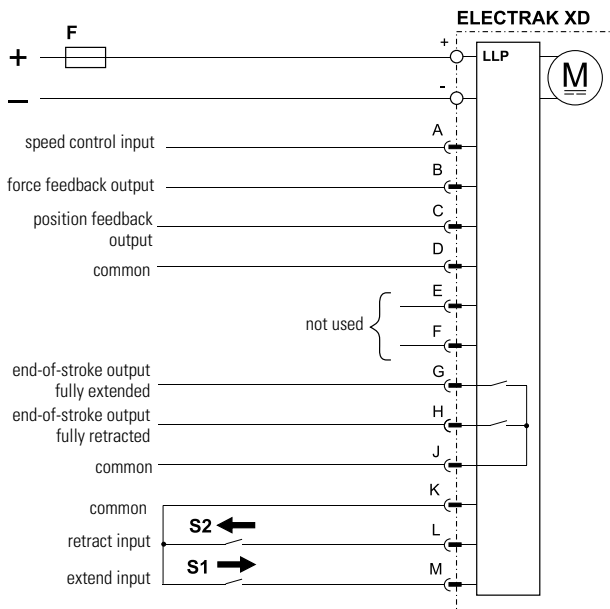 ELECTRAK XD
F
+
+
LLP
M
–
-
A
speed control input
B
force feedback output
C
position feedback
output
D
common
E
not used
F
G
end-of-stroke output
fully extended
H
end-of-stroke output
fully retracted
J
common
K
common
S2
L
retract input
S1
M
extend input